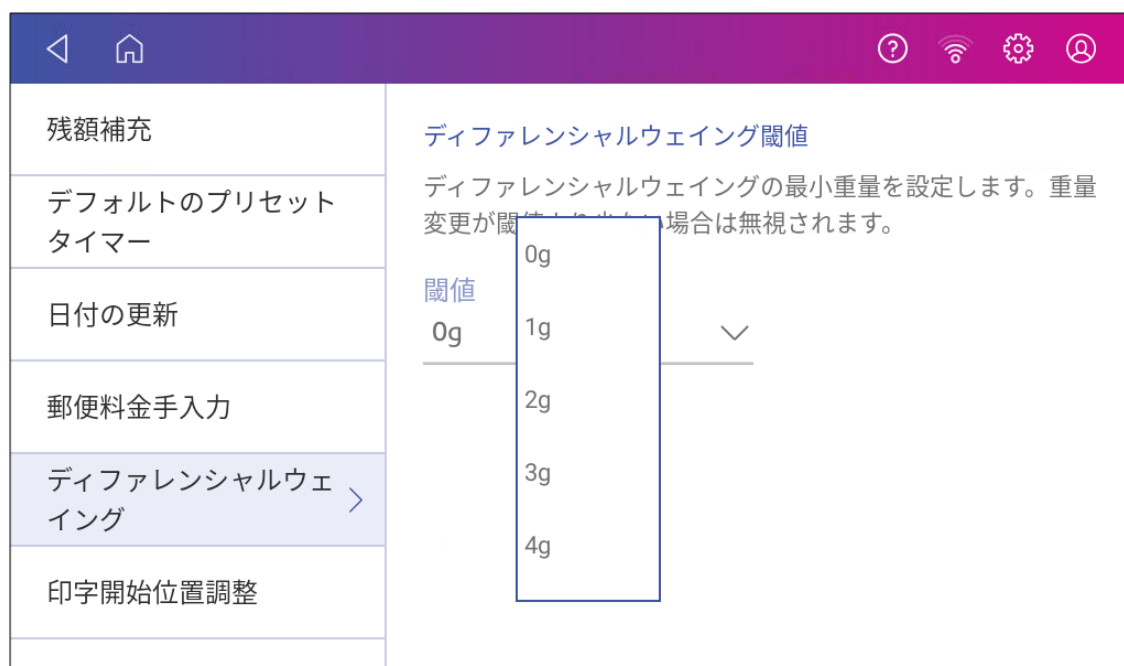 残額補充
デフォルトのプリセット
タイマー
日付の更新
郵便料金手入力
ディファレンシャルウェ
イング
印字開始位置調整
ディファレンシャルウェイング閾値
ディファレンシャルウェイングの最小重量を設定します。重量
変更が閾 場合は無視されます。
閾値
0g
0g
1g
2g
3g
4g